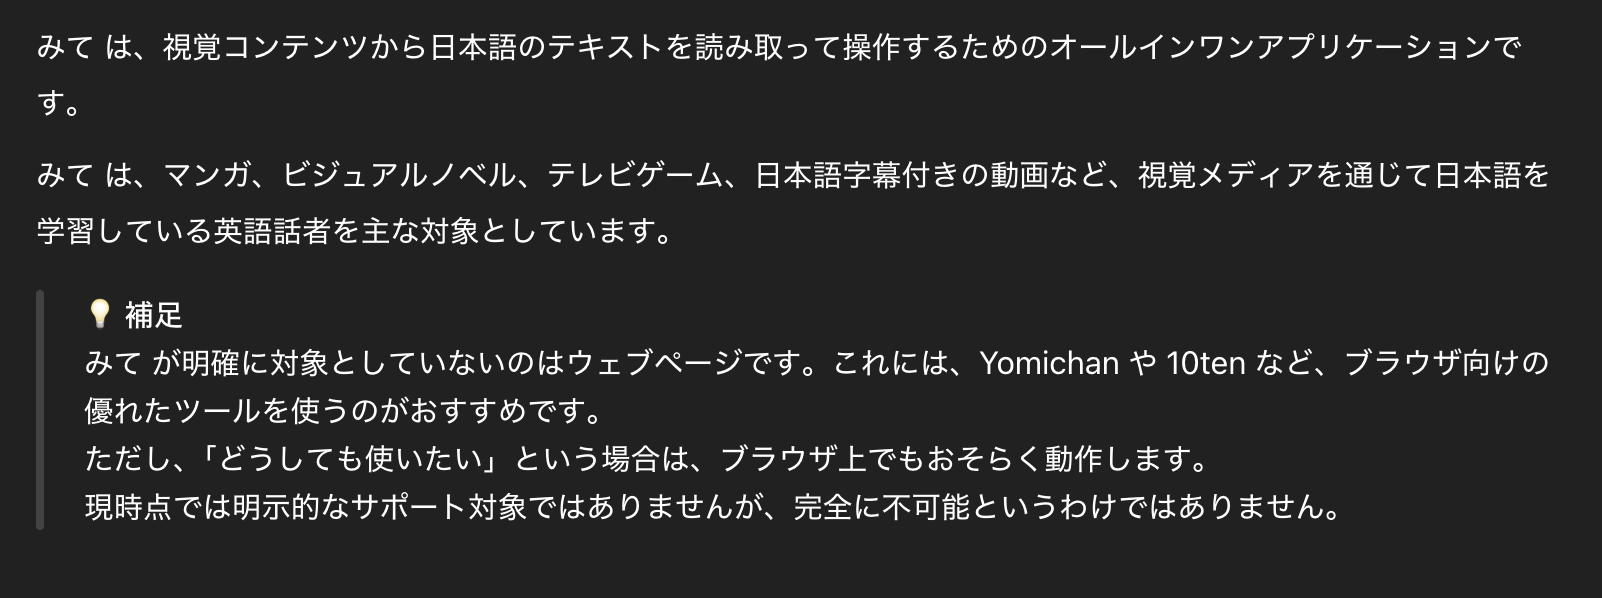 みて は、視覚コンテンツから日本語のテキストを読み取って操作するためのオールインワンアプリケーションで
す。
みて は、マンガ、ビジュアルノベル、テレビゲーム、日本語字幕付きの動画など、視覚メディアを通じて日本語を
学習している英語話者を主な対象としています。
💡 補足
みて が明確に対象としていないのはウェブページです。これには、Yomichan や 10ten など、ブラウザ向けの
優れたツールを使うのがおすすめです。
ただし、「どうしても使いたい」という場合は、ブラウザ上でもおそらく動作します。
現時点では明示的なサポート対象ではありませんが、完全に不可能というわけではありません。